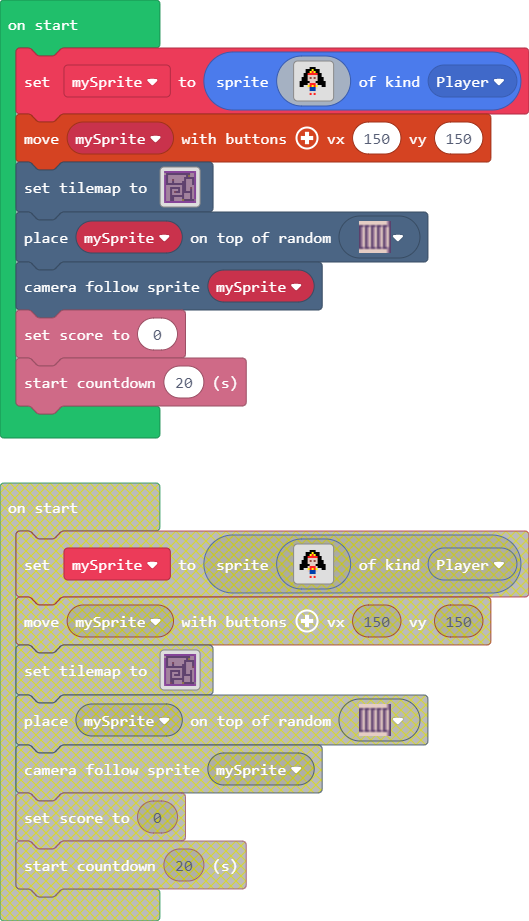 on start
set mySprite to sprite of kind Player
move mySprite with buttons vx 150 vy 150
set tilemap to
place mySprite on top of random
camera follow sprite mySprite
set score to 0
start countdown 20 (s)
on start
set mySprite to sprite of kind Player
move mySprite with buttons vx 150 vy 150
set tilemap to
place mySprite on top of random
camera follow sprite mySprite
set score to 0
start countdown 20 (s)